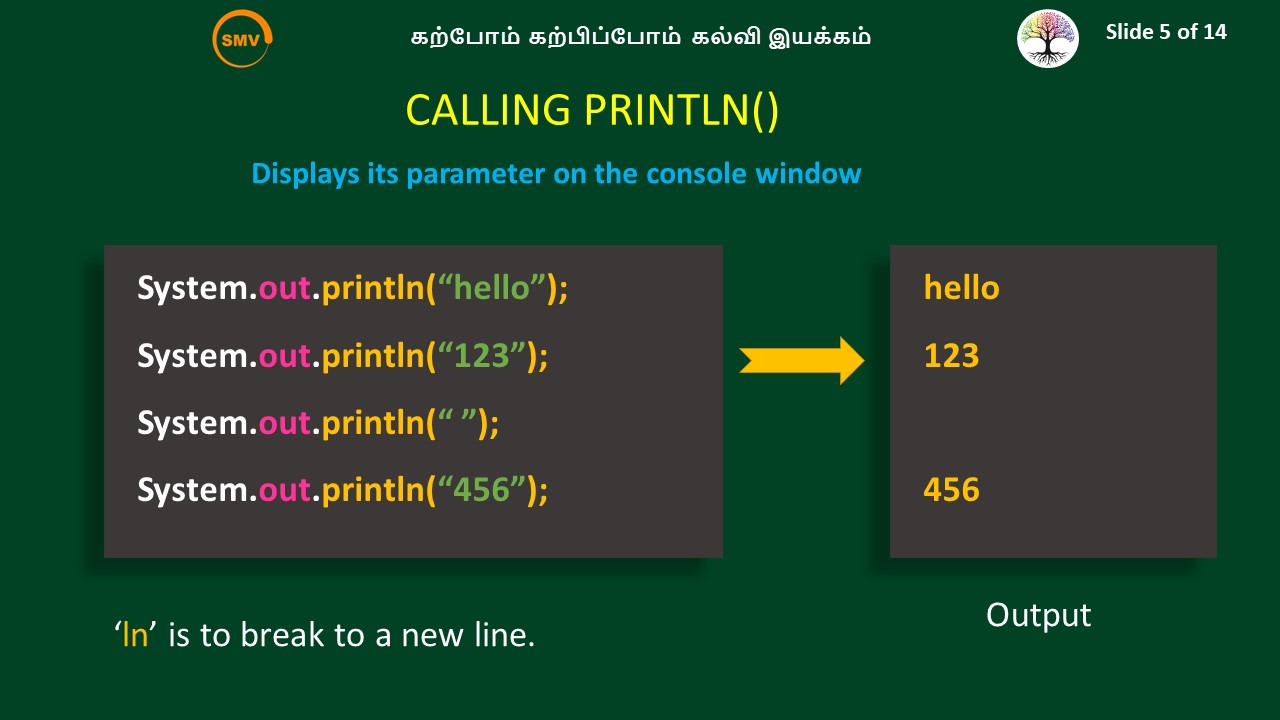 SMV
கற்போம் கற்பிப்போம் கல்வி இயக்கம்
Slide 5 of 14
CALLING PRINTLN()
Displays its parameter on the console window
System.out.println(“hello”);
System.out.println(“123”);
System.out.println(“ ”);
System.out.println(“456”);
hello
123
456
Output
‘ln’ is to break to a new line.